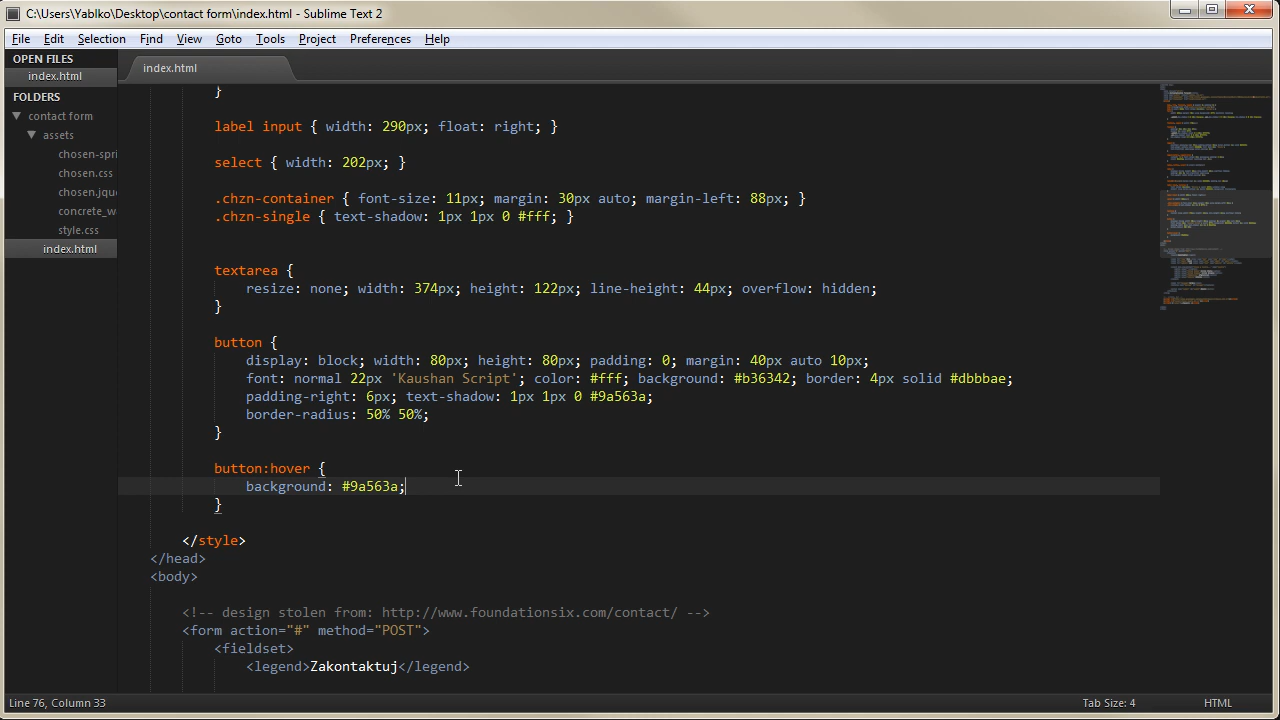 C:\Users\Yablko\Desktop\contact form\index.html - Sublime Text 2
File Edit Selection Find View Goto Tools Project Preferences Help
OPEN FILES
index.html
FOLDERS
contact form
assets
chosen-spri
chosen.css
chosen.jque
concrete_wa
style.css
index.html
index.html
}
label input { width: 290px; float: right; }
select { width: 202px; }
.chzn-container { font-size: 11px; margin: 30px auto; margin-left: 88px; }
.chzn-single { text-shadow: 1px 1px 0 #fff; }
textarea {
resize: none; width: 374px; height: 122px; line-height: 44px; overflow: hidden;
}
button {
display: block; width: 80px; height: 80px; padding: 0; margin: 40px auto 10px;
font: normal 22px 'Kaushan Script'; color: #fff; background: #b36342; border: 4px solid #dbbbae;
padding-right: 6px; text-shadow: 1px 1px 0 #9a563a;
border-radius: 50% 50%;
}
button:hover {
background: #9a563a;
}
</style>
</head>
<body>
<!-- design stolen from: http://www.foundationsix.com/contact/ -->
<form action="#" method="POST">
<fieldset>
<legend>Zakontaktuj</legend>
Line 76, Column 33
Tab Size: 4
HTML